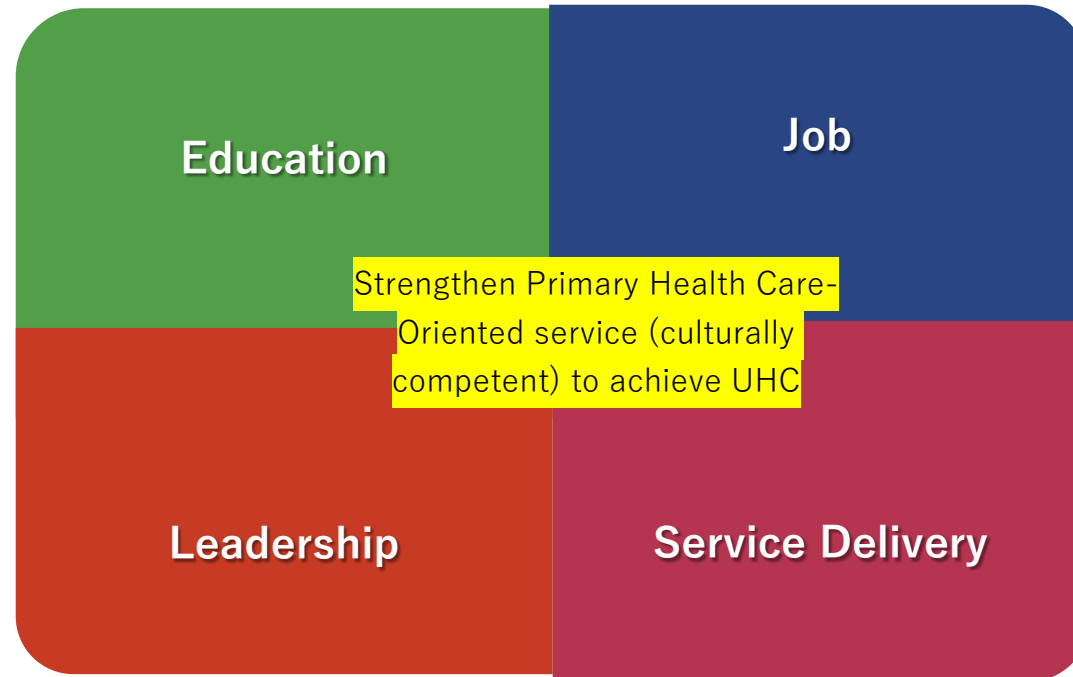 Education
Job
Strengthen Primary Health Care-
Oriented service (culturally
competent) to achieve UHC
Leadership
Service Delivery